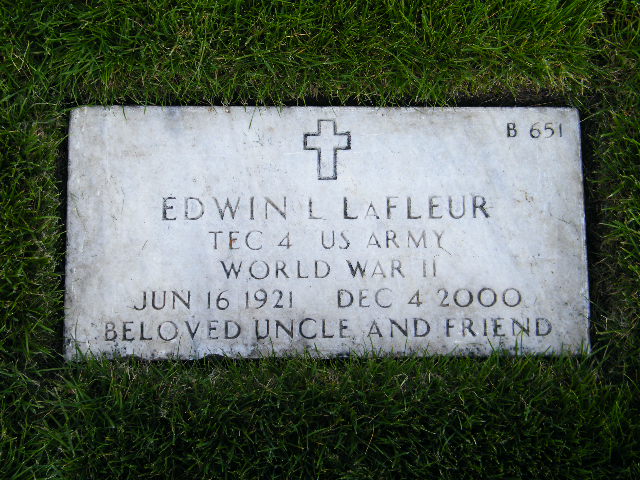 B 651
EDWIN L LAFLEUR
TEC 4 US ARMY
WORLD WAR II
JUN 16 1921 DEC 4 2000
BELOVED UNCLE AND FRIEND